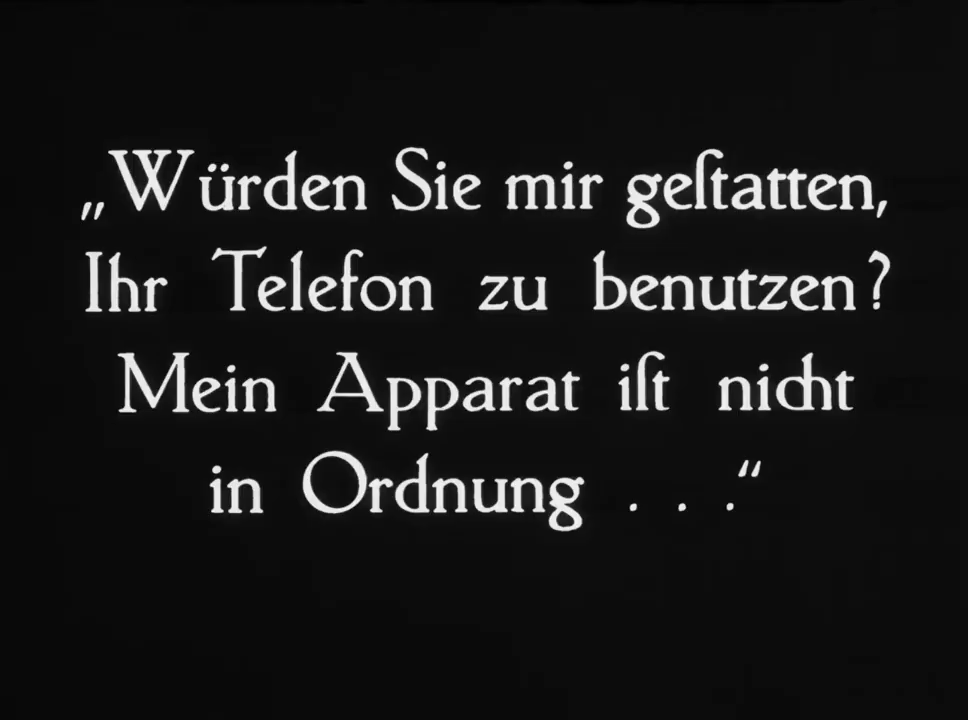 „Würden Sie mir geſtatten,
Ihr Telefon zu benutzen?
Mein Apparat iſt nicht
in Ordnung . . .“